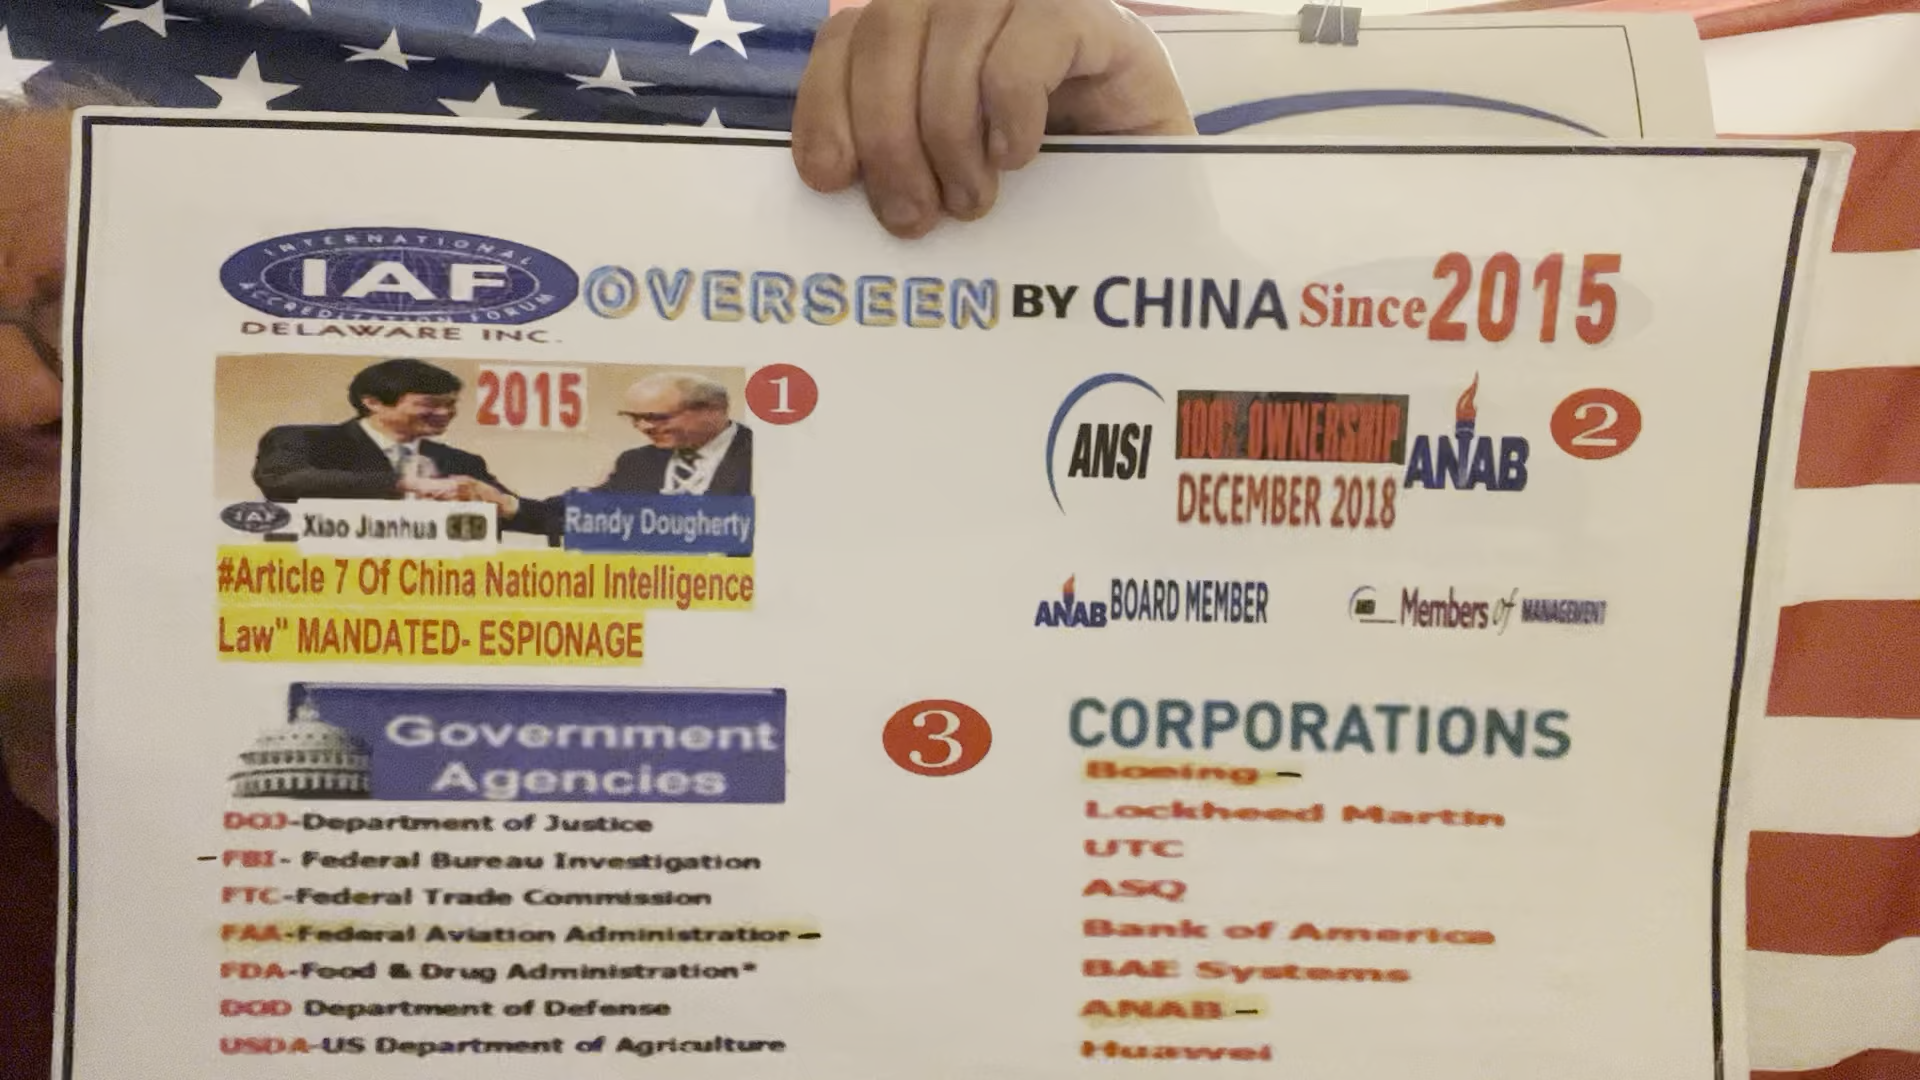 INTERNATIONAL
IAF
ACCREDITATION FORUM
DELAWARE INC.
OVERSEEN BY CHINA Since 2015
2015
1
IAF
Xiao Jianhua
Randy Dougherty
#Article 7 Of China National Intelligence
Law" MANDATED- ESPIONAGE
ANSI
100% OWNERSHIP
DECEMBER 2018
ANAB
2
ANAB BOARD MEMBER
ANSI Members of MANAGEMENT
Government
Agencies
DOJ-Department of Justice
FBI- Federal Bureau Investigation
FTC-Federal Trade Commission
FAA-Federal Aviation Administration
FDA-Food & Drug Administration*
DOD Department of Defense
USDA-US Department of Agriculture
3
CORPORATIONS
Boeing
Lockheed Martin
UTC
ASQ
Bank of America
BAE Systems
ANAB
Huawei